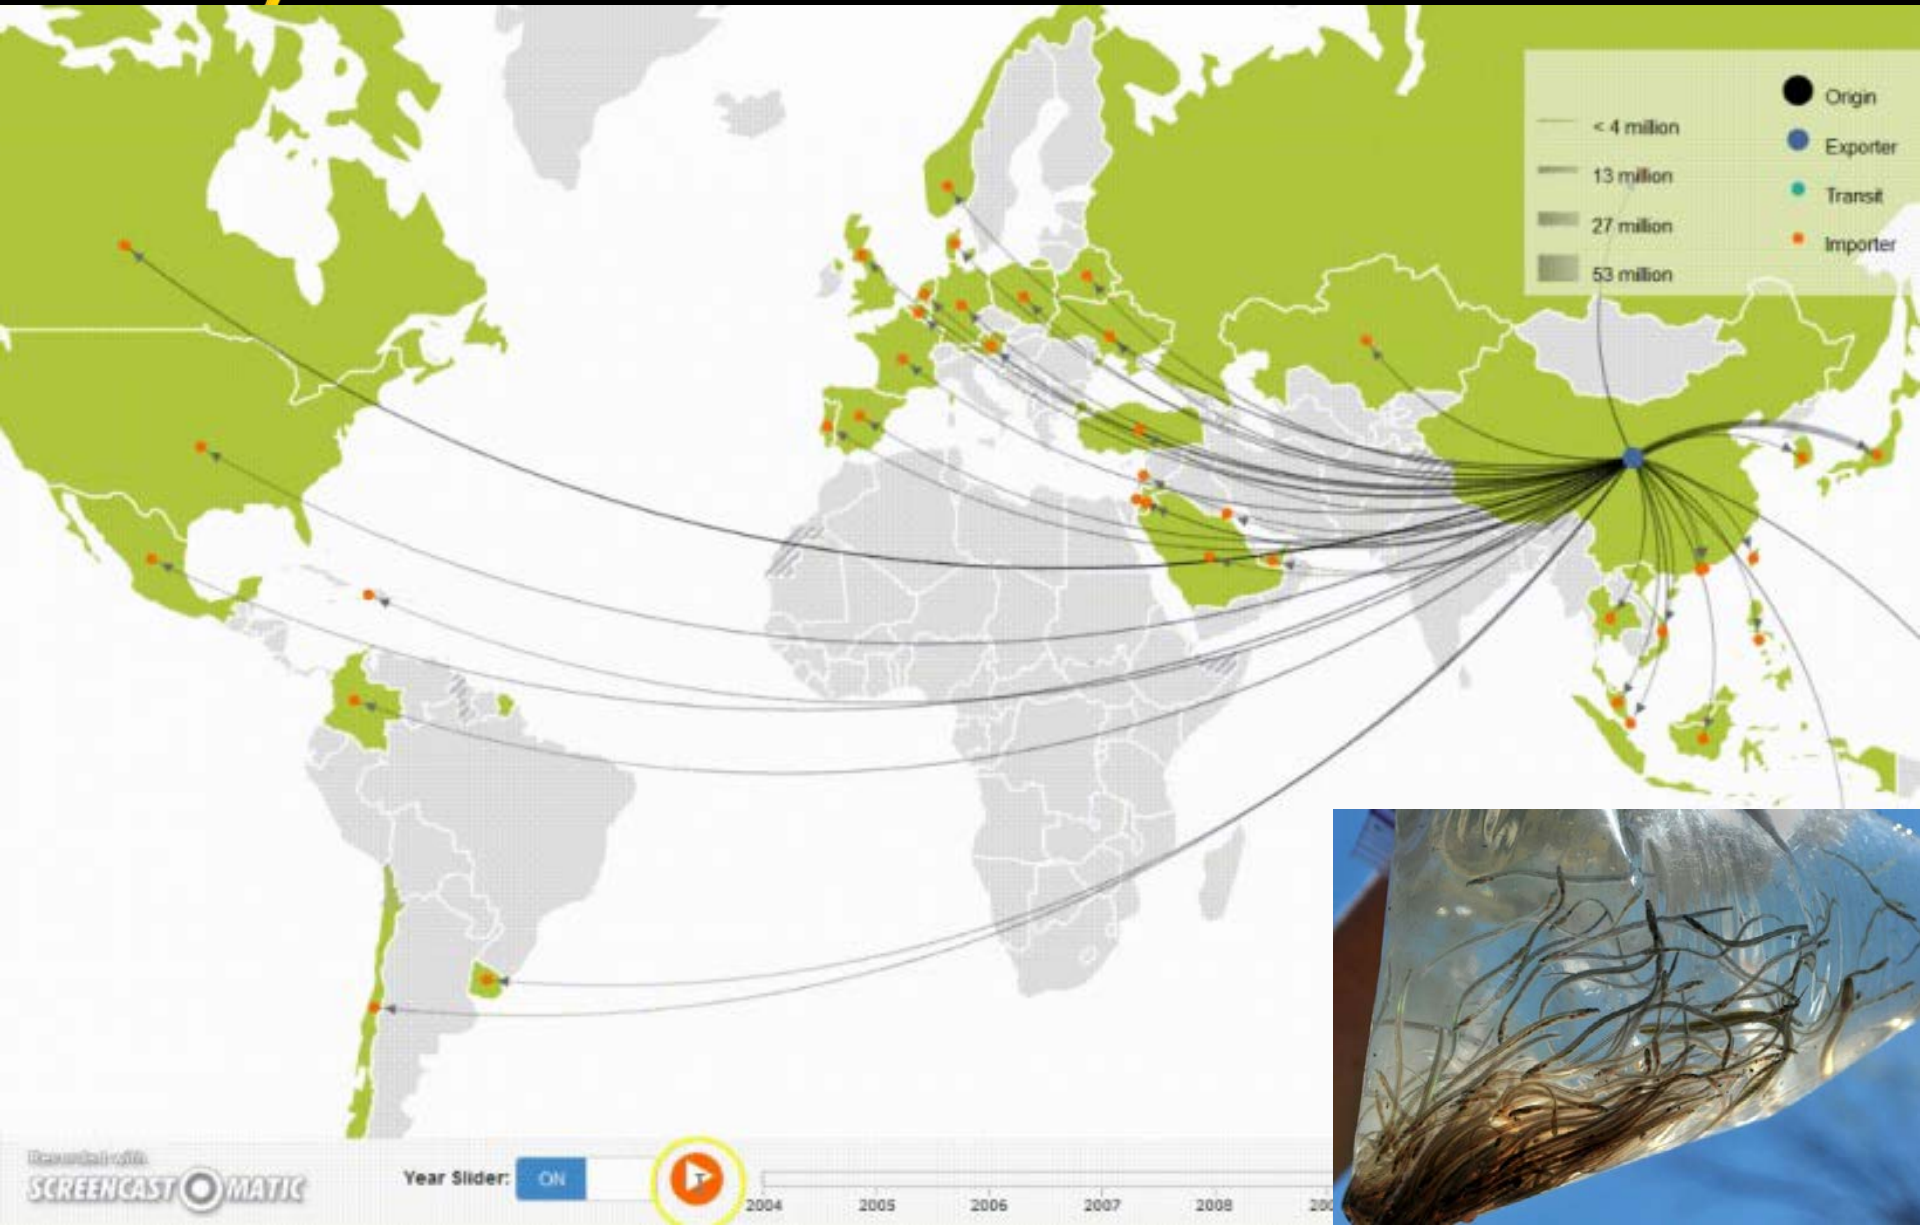 Origin
< 4 million
Exporter
13 million
Transit
27 million
Importer
53 million
Recorded with
SCREENCAST MATIC
Year Slider:
ON
2004
2005
2006
2007
2008